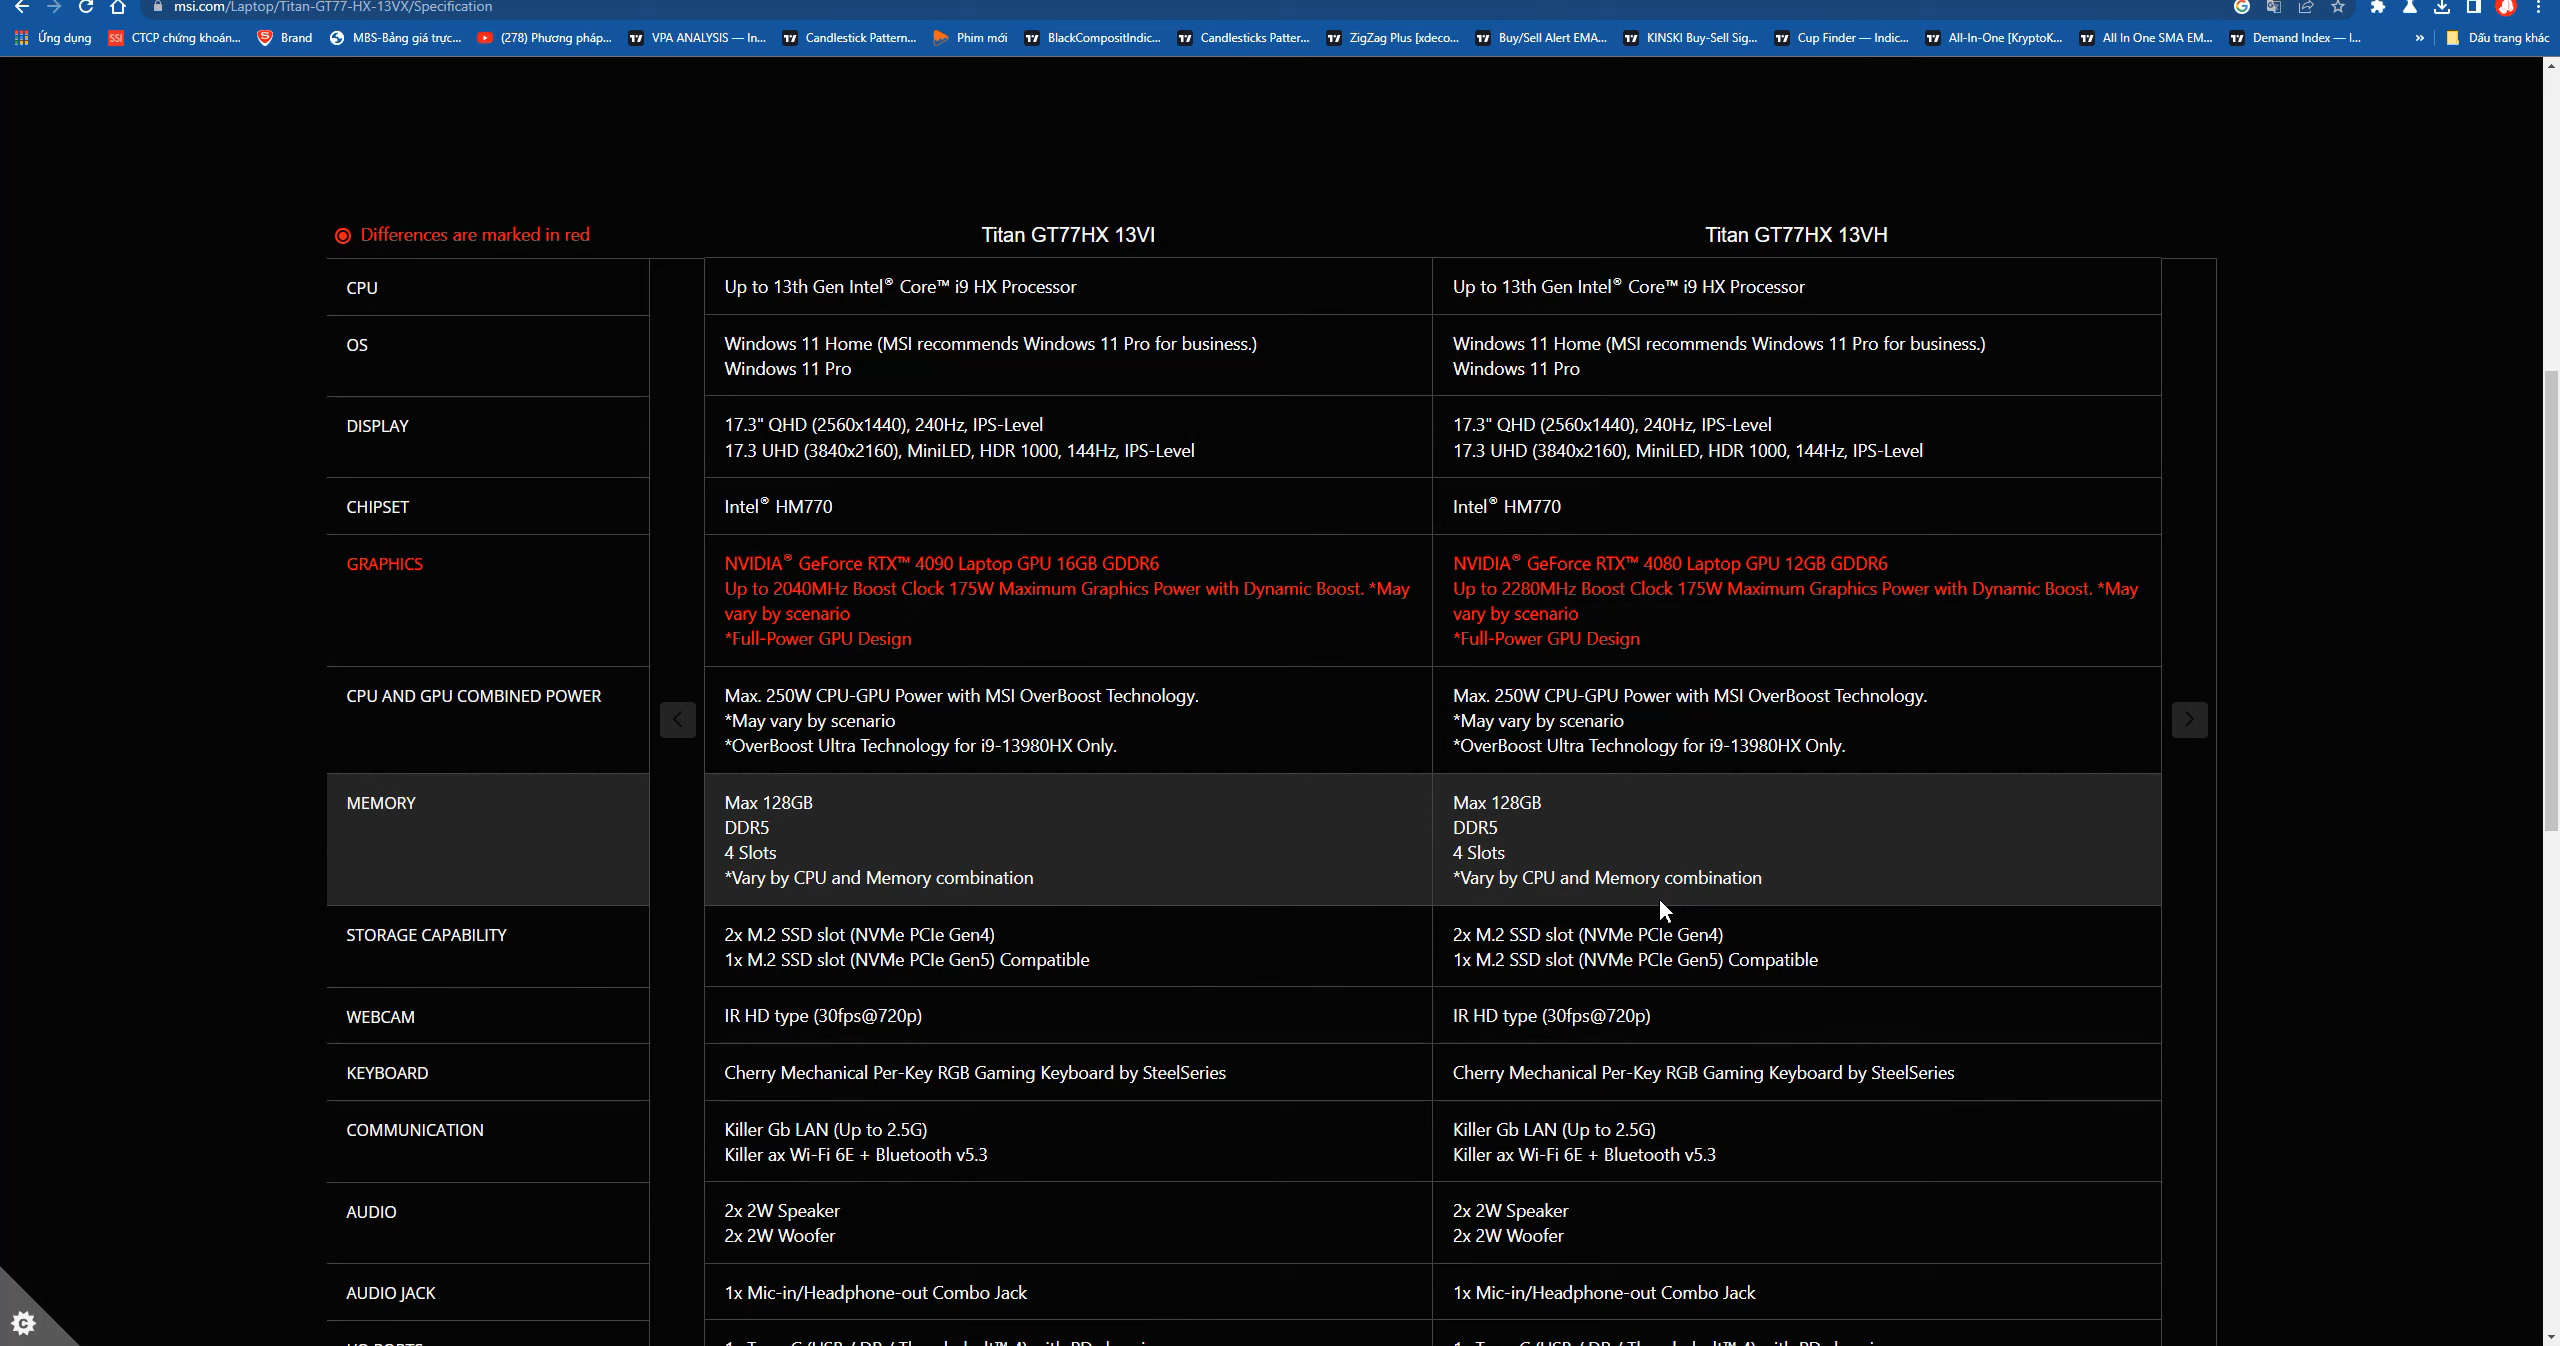 msi.com/Laptop/Titan-GT77-HX-13VX/Specification
Ứng dụng CTCP chứng khoán... Brand MBS-Bảng giá trực... (278) Phương pháp... VPA ANALYSIS — In... Candlestick Pattern... Phim mới BlackCompositIndic... Candlesticks Patter... ZigZag Plus [xdeco... Buy/Sell Alert EMA... KINSKI Buy-Sell Sig... Cup Finder — Indic... All-In-One [KryptoK... All In One SMA EM... Demand Index — I... » Dấu trang khác
Differences are marked in red Titan GT77HX 13VI Titan GT77HX 13VH
CPU
Up to 13th Gen Intel® Core™ i9 HX Processor
Up to 13th Gen Intel® Core™ i9 HX Processor
OS
Windows 11 Home (MSI recommends Windows 11 Pro for business.)
Windows 11 Pro
Windows 11 Home (MSI recommends Windows 11 Pro for business.)
Windows 11 Pro
DISPLAY
17.3" QHD (2560x1440), 240Hz, IPS-Level
17.3 UHD (3840x2160), MiniLED, HDR 1000, 144Hz, IPS-Level
17.3" QHD (2560x1440), 240Hz, IPS-Level
17.3 UHD (3840x2160), MiniLED, HDR 1000, 144Hz, IPS-Level
CHIPSET
Intel® HM770
Intel® HM770
GRAPHICS
NVIDIA® GeForce RTX™ 4090 Laptop GPU 16GB GDDR6
Up to 2040MHz Boost Clock 175W Maximum Graphics Power with Dynamic Boost. *May
vary by scenario
*Full-Power GPU Design
NVIDIA® GeForce RTX™ 4080 Laptop GPU 12GB GDDR6
Up to 2280MHz Boost Clock 175W Maximum Graphics Power with Dynamic Boost. *May
vary by scenario
*Full-Power GPU Design
CPU AND GPU COMBINED POWER
Max. 250W CPU-GPU Power with MSI OverBoost Technology.
*May vary by scenario
*OverBoost Ultra Technology for i9-13980HX Only.
Max. 250W CPU-GPU Power with MSI OverBoost Technology.
*May vary by scenario
*OverBoost Ultra Technology for i9-13980HX Only.
MEMORY
Max 128GB
DDR5
4 Slots
*Vary by CPU and Memory combination
Max 128GB
DDR5
4 Slots
*Vary by CPU and Memory combination
STORAGE CAPABILITY
2x M.2 SSD slot (NVMe PCIe Gen4)
1x M.2 SSD slot (NVMe PCIe Gen5) Compatible
2x M.2 SSD slot (NVMe PCIe Gen4)
1x M.2 SSD slot (NVMe PCIe Gen5) Compatible
WEBCAM
IR HD type (30fps@720p)
IR HD type (30fps@720p)
KEYBOARD
Cherry Mechanical Per-Key RGB Gaming Keyboard by SteelSeries
Cherry Mechanical Per-Key RGB Gaming Keyboard by SteelSeries
COMMUNICATION
Killer Gb LAN (Up to 2.5G)
Killer ax Wi-Fi 6E + Bluetooth v5.3
Killer Gb LAN (Up to 2.5G)
Killer ax Wi-Fi 6E + Bluetooth v5.3
AUDIO
2x 2W Speaker
2x 2W Woofer
2x 2W Speaker
2x 2W Woofer
AUDIO JACK
1x Mic-in/Headphone-out Combo Jack
1x Mic-in/Headphone-out Combo Jack